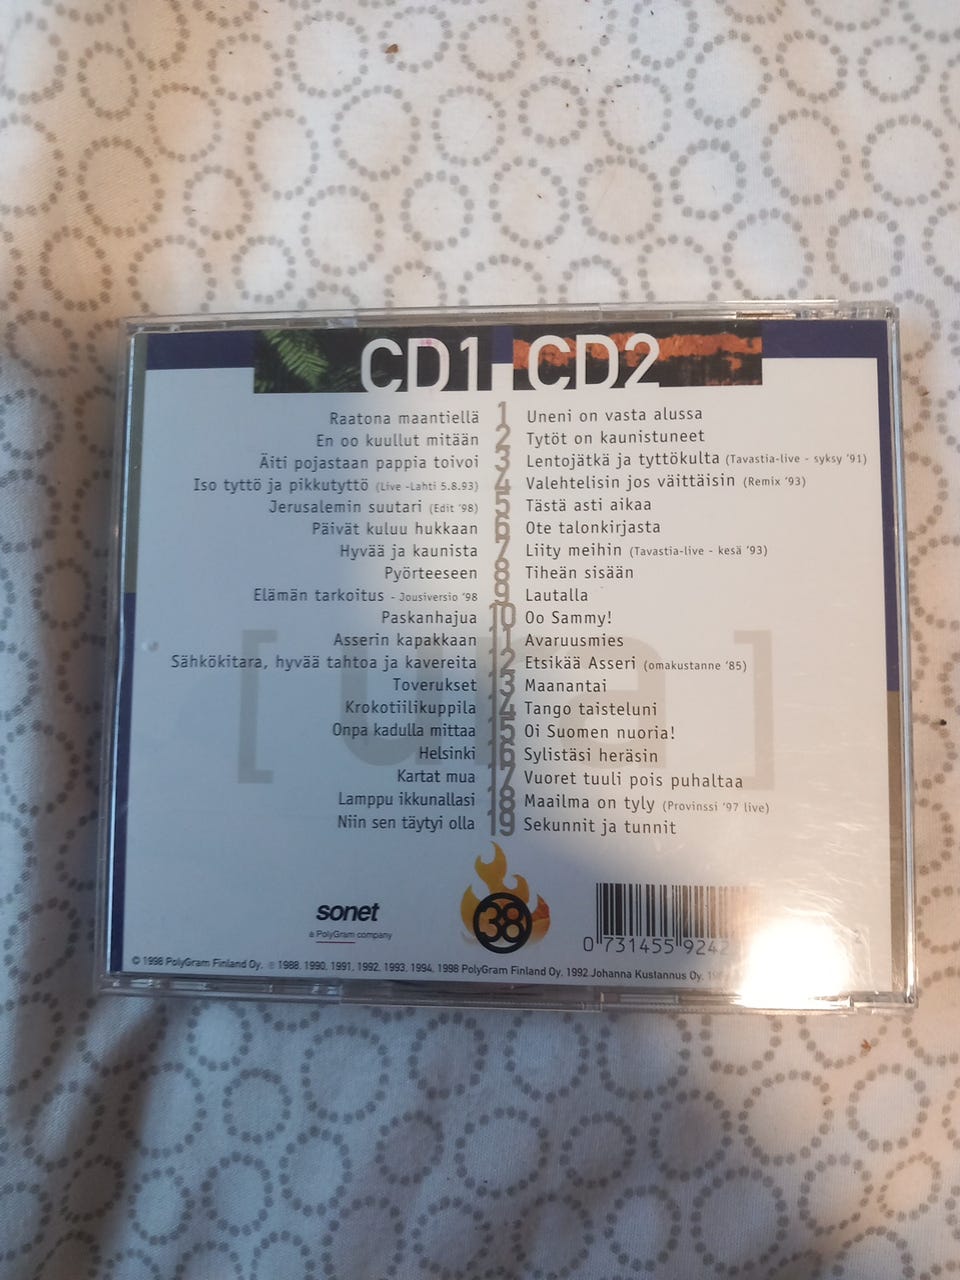 CD1 CD2
Raatona maantiellä 1 Uneni on vasta alussa
En oo kuullut mitään 2 Tytöt on kaunistuneet
Äiti pojastaan pappia toivoi 3 Lentojätkä ja tyttökulta (Tavastia-live - syksy '91)
Iso tyttö ja pikkutyttö (Live -Lahti 5.8.93) 4 Valehtelisin jos väittäisin (Remix '93)
Jerusalemin suutari (Edit '98) 5 Tästä asti aikaa
Päivät kuluu hukkaan 6 Ote talonkirjasta
Hyvää ja kaunista 7 Liity meihin (Tavastia-live - kesä '93)
Pyörteeseen 8 Tiheän sisään
Elämän tarkoitus - Jousiversio '98 9 Lautalla
Paskanhajua 10 Oo Sammy!
Asserin kapakkaan 11 Avaruusmies
Sähkökitara, hyvää tahtoa ja kavereita 12 Etsikää Asseri (omakustanne '85)
Toverukset 13 Maanantai
Krokotiilikuppila 14 Tango taisteluni
Onpa kadulla mittaa 15 Oi Suomen nuoria!
Helsinki 16 Sylistäsi heräsin
Kartat mua 17 Vuoret tuuli pois puhaltaa
Lamppu ikkunallasi 18 Maailma on tyly (Provinssi '97 live)
Niin sen täytyi olla 19 Sekunnit ja tunnit
[ura]
sonet
a PolyGram company
38
0 731455 9242
© 1998 PolyGram Finland Oy. ℗ 1988, 1990, 1991, 1992, 1993, 1994, 1998 PolyGram Finland Oy, 1992 Johanna Kustannus Oy,